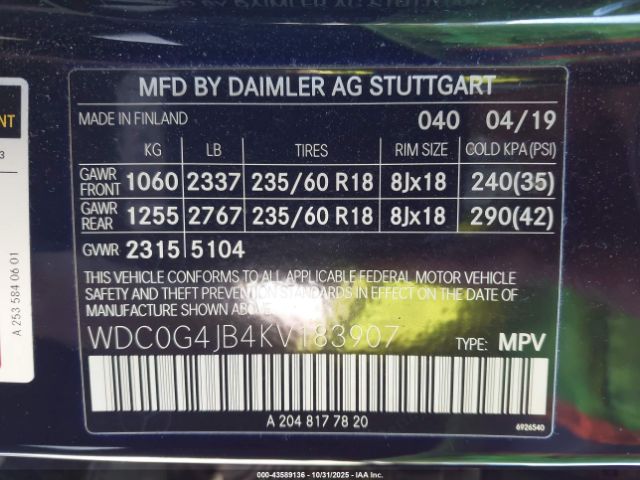 MFD BY DAIMLER AG STUTTGART
MADE IN FINLAND 040 04/19
KG LB TIRES RIM SIZE COLD KPA (PSI)
GAWR FRONT 1060 2337 235/60 R18 8Jx18 240(35)
GAWR REAR 1255 2767 235/60 R18 8Jx18 290(42)
GVWR 2315 5104
THIS VEHICLE CONFORMS TO ALL APPLICABLE FEDERAL MOTOR VEHICLE
SAFETY AND THEFT PREVENTION STANDARDS IN EFFECT ON THE DATE
OF MANUFACTURE SHOWN ABOVE.
WDC0G4JB4KV183907 TYPE: MPV
A 204 817 78 20
6926540
A 253 584 06 01
00-43589136 - 10/31/2025 - IAA Inc.